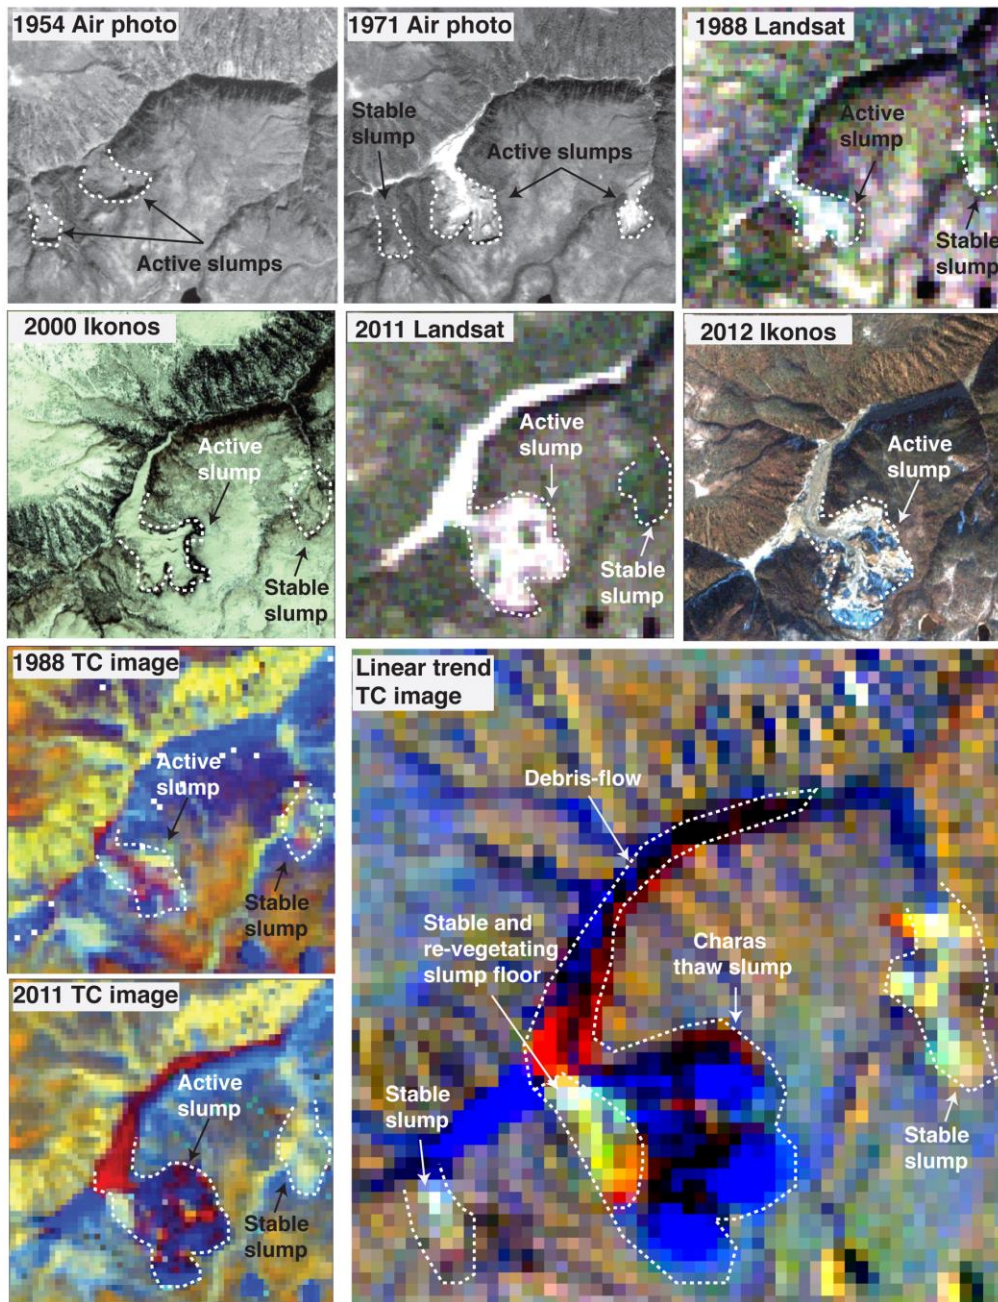 1954 Air photo
Active slumps
1971 Air photo
Stable
slump
Active slumps
1988 Landsat
Active
slump
Stable
slump
2000 Ikonos
Active
slump
Stable
slump
2011 Landsat
Active
slump
Stable
slump
2012 Ikonos
Active
slump
1988 TC image
Active
slump
Stable
slump
2011 TC image
Active
slump
Stable
slump
Linear trend
TC image
Debris-flow
Stable and
re-vegetating
slump floor
Charas
thaw slump
Stable
slump
Stable
slump